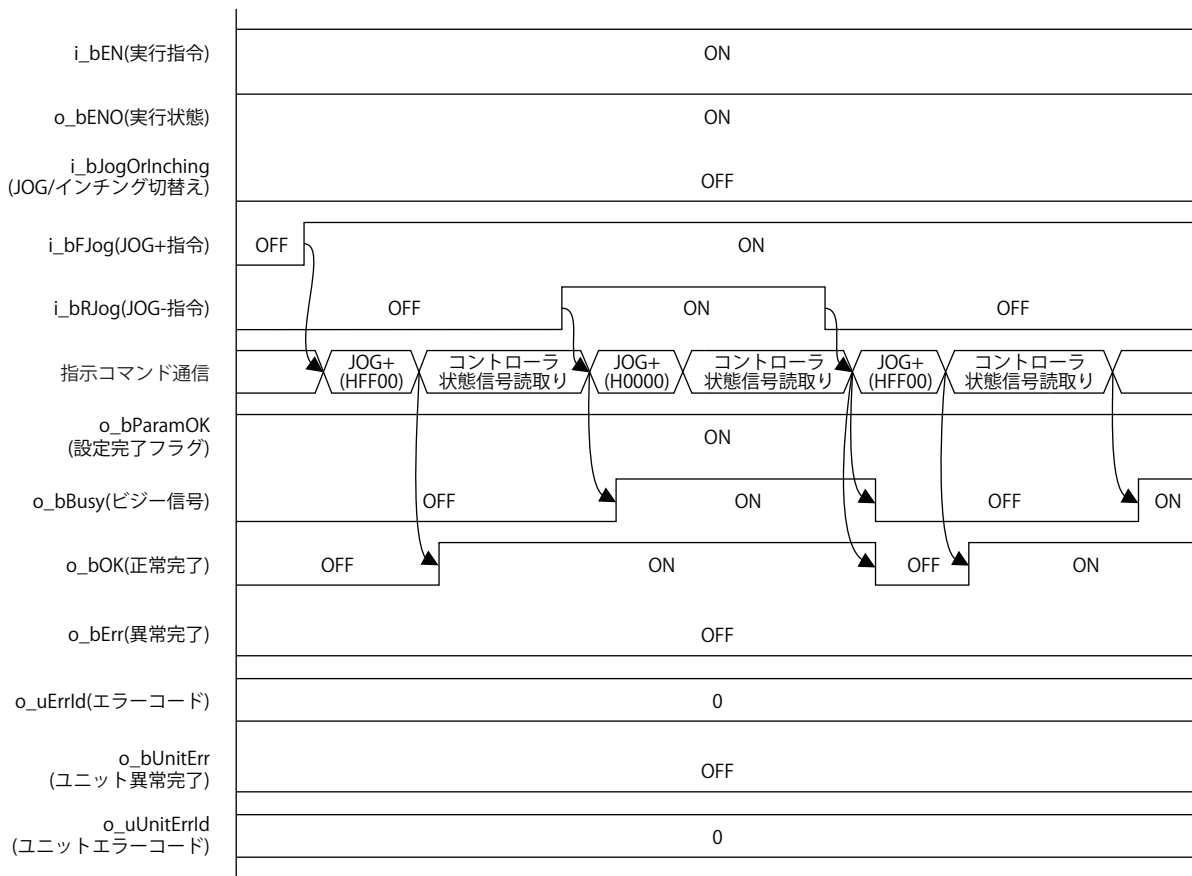 i_bEN(実行指令)
ON
o_bENO(実行状態)
ON
i_bJogOrInching
(JOG/インチング切替え)
OFF
i_bFJog(JOG+指令)
OFF
ON
i_bRJog(JOG-指令)
OFF
ON
OFF
指示コマンド通信
JOG+
(HFF00)
コントローラ
状態信号読取り
JOG+
(H0000)
コントローラ
状態信号読取り
JOG+
(HFF00)
コントローラ
状態信号読取り
o_bParamOK
(設定完了フラグ)
ON
o_bBusy(ビジー信号)
OFF
ON
OFF
ON
o_bOK(正常完了)
OFF
ON
OFF
ON
o_bErr(異常完了)
OFF
o_uErrId(エラーコード)
0
o_bUnitErr
(ユニット異常完了)
OFF
o_uUnitErrId
(ユニットエラーコード)
0